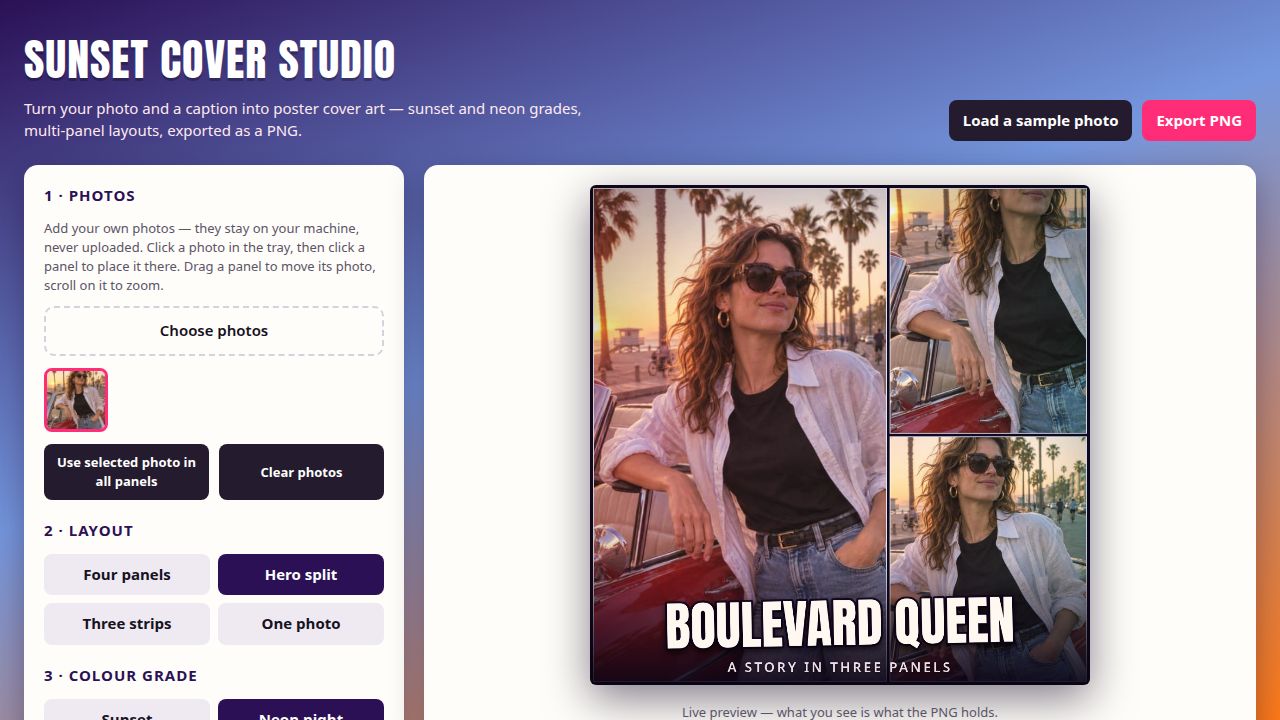 SUNSET COVER STUDIO
Turn your photo and a caption into poster cover art — sunset and neon grades,
multi-panel layouts, exported as a PNG.
Load a sample photo
Export PNG
1 · PHOTOS
Add your own photos — they stay on your machine,
never uploaded. Click a photo in the tray, then click a
panel to place it there. Drag a panel to move its photo,
scroll on it to zoom.
Choose photos
Use selected photo in
all panels
Clear photos
2 · LAYOUT
Four panels
Hero split
Three strips
One photo
3 · COLOUR GRADE
Sunset
Neon night
BOULEVARD QUEEN
A STORY IN THREE PANELS
Live preview — what you see is what the PNG holds.